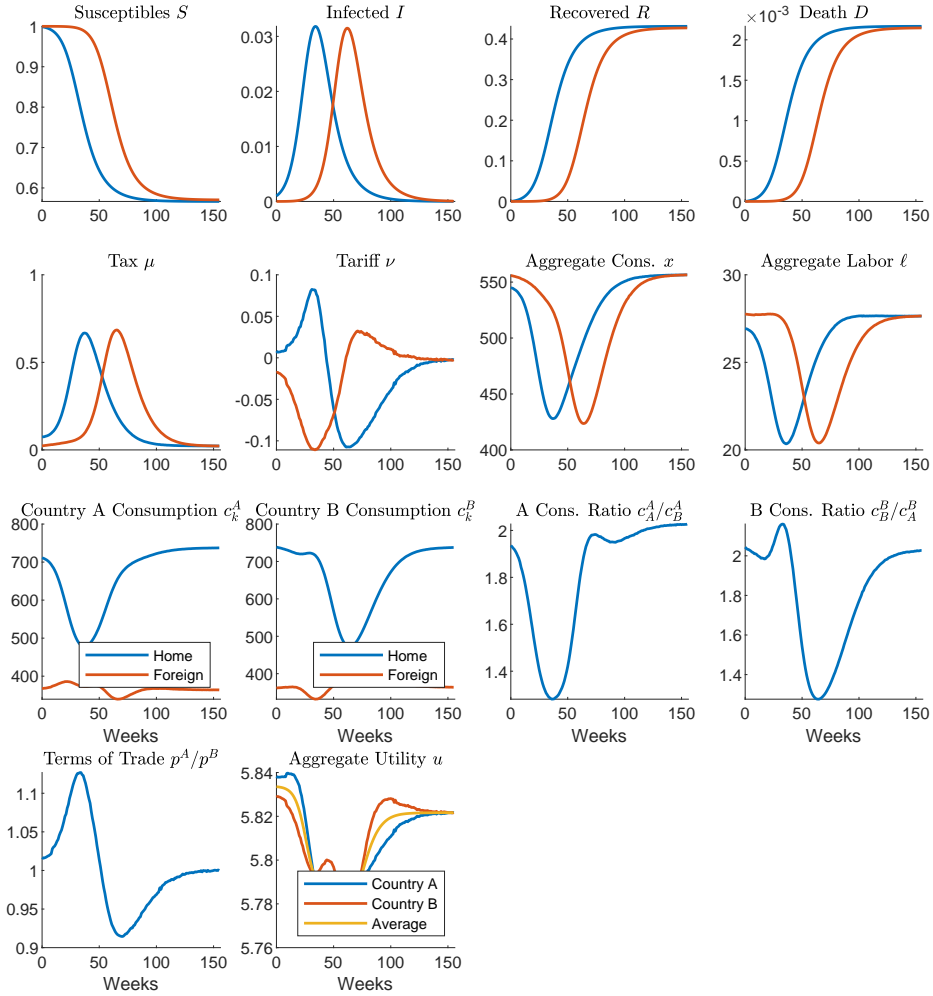 Susceptibles S
1
0.9
0.8
0.7
0.6
0 50 100 150
Infected I
0.03
0.02
0.01
0
0 50 100 150
Recovered R
0.4
0.3
0.2
0.1
0
0 50 100 150
×10⁻³ Death D
2
1.5
1
0.5
0
0 50 100 150
Tax μ
1
0.5
0
0 50 100 150
Tariff ν
0.1
0.05
0
-0.05
-0.1
0 50 100 150
Aggregate Cons. x
550
500
450
400
0 50 100 150
Aggregate Labor ℓ
30
25
20
0 50 100 150
Country A Consumption c_k^A
800
700
600
500
400
Home
Foreign
0 50 100 150
Weeks
Country B Consumption c_k^B
800
700
600
500
400
Home
Foreign
0 50 100 150
Weeks
A Cons. Ratio c_A^A/c_B^A
2
1.8
1.6
1.4
0 50 100 150
Weeks
B Cons. Ratio c_B^B/c_A^B
2
1.8
1.6
1.4
0 50 100 150
Weeks
Terms of Trade p^A/p^B
1.1
1.05
1
0.95
0.9
0 50 100 150
Weeks
Aggregate Utility u
5.84
5.82
5.8
5.78
5.76
Country A
Country B
Average
0 50 100 150
Weeks